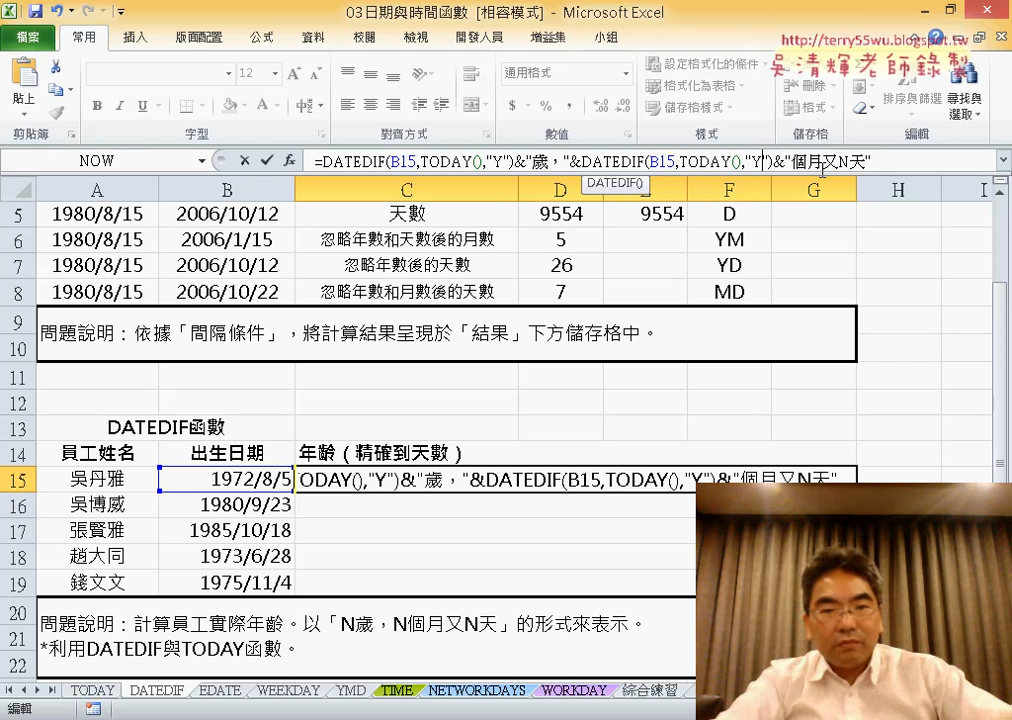 03日期與時間函數 [相容模式] - Microsoft Excel
檔案 常用 插入 版面配置 公式 資料 校閱 檢視 開發人員 增益集 小組
http://terry55wu.blogspot.tw
吳清輝老師錄製
貼上 12 通用格式 設定格式化的條件 格式化為表格 儲存格樣式 刪除 格式 排序與篩選 尋找與選取
剪貼簿 字型 對齊方式 數值 樣式 儲存格 編輯
NOW =DATEDIF(B15,TODAY(),"Y")&"歲，"&DATEDIF(B15,TODAY(),"Y")&"個月又N天"
DATEDIF()
A B C D E F G H I
5 1980/8/15 2006/10/12 天數 9554 9554 D
6 1980/8/15 2006/1/15 忽略年數和天數後的月數 5 YM
7 1980/8/15 2006/10/12 忽略年數後的天數 26 YD
8 1980/8/15 2006/10/22 忽略年數和月數後的天數 7 MD
9
問題說明：依據「間隔條件」，將計算結果呈現於「結果」下方儲存格中。
10
11
12
13 DATEDIF函數
14 員工姓名 出生日期 年齡（精確到天數）
15 吳丹雅 1972/8/5 TODAY(),"Y")&"歲，"&DATEDIF(B15,TODAY(),"Y")&"個月又N天"
16 吳博威 1980/9/23
17 張賢雅 1985/10/18
18 趙大同 1973/6/28
19 錢文文 1975/11/4
20 問題說明：計算員工實際年齡。以「N歲，N個月又N天」的形式來表示。
21 *利用DATEDIF與TODAY函數。
22
TODAY DATEDIF EDATE WEEKDAY YMD TIME NETWORKDAYS WORKDAY 綜合練習
編輯